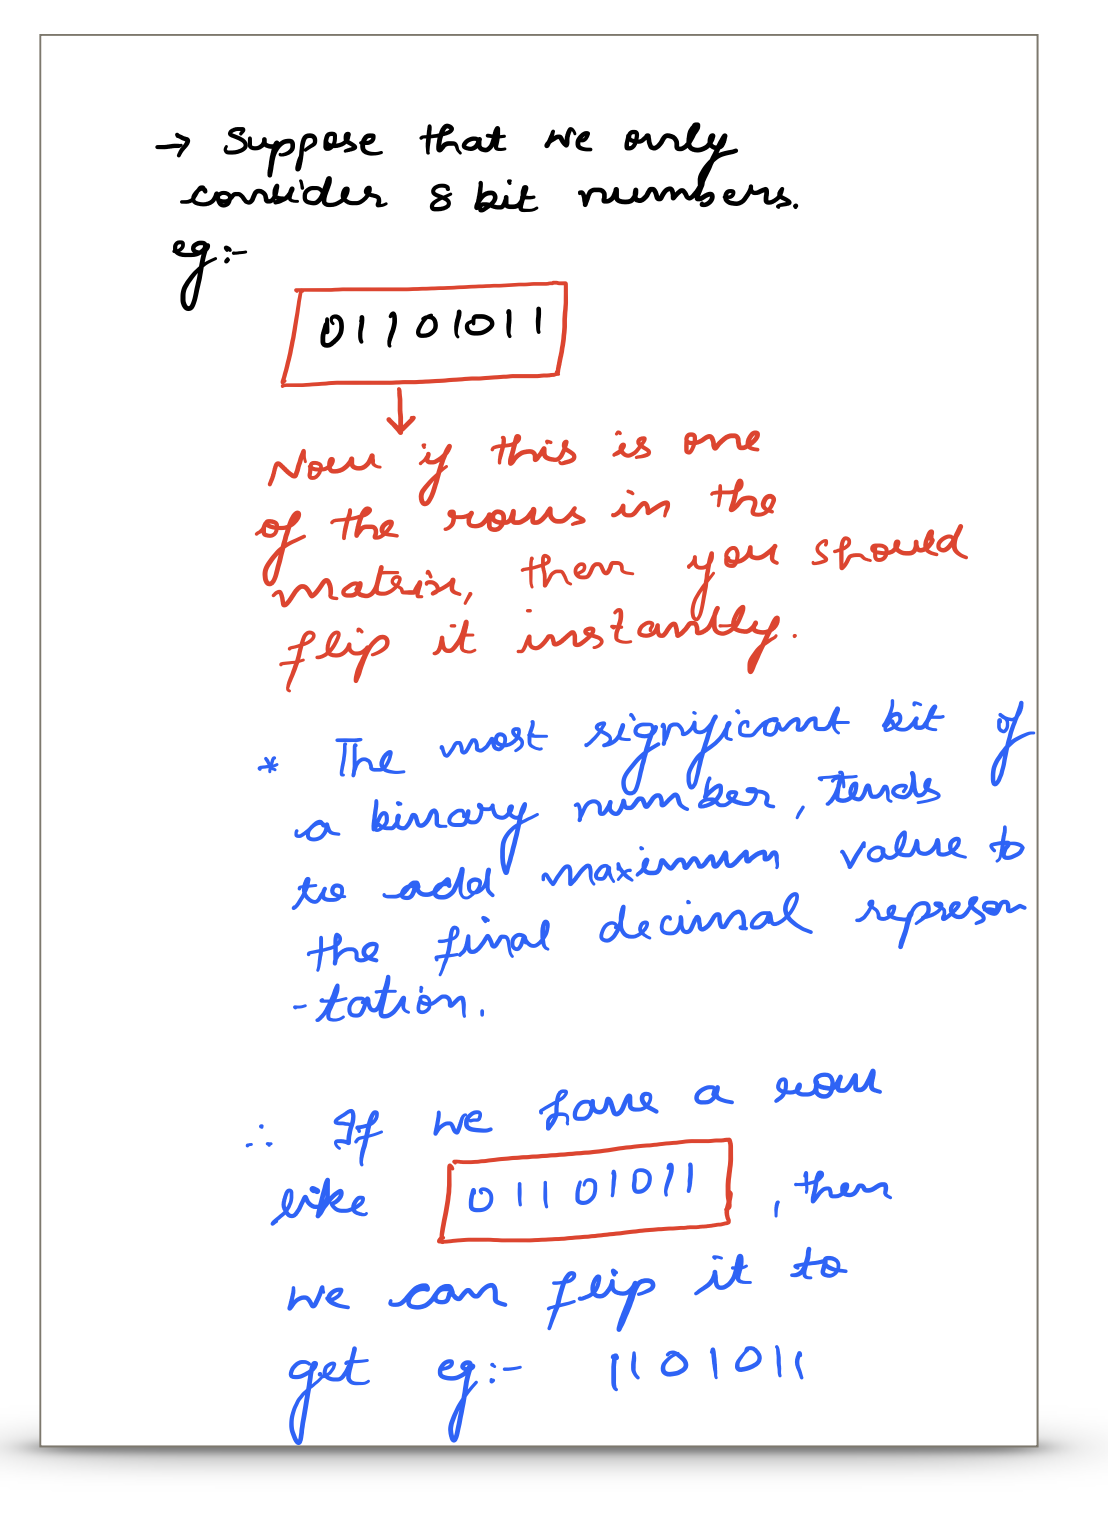 → Suppose that we only
consider 8 bit numbers.
eg:-
01101011
Now if this is one
of the rows in the
matrix, then you should
flip it instantly.
* The most significant bit of
a binary number, tends
to add maximum value to
the final decimal represen
-tation.
∴ If we have a row
like 01101011, then
we can flip it to
get eg:- 1101011